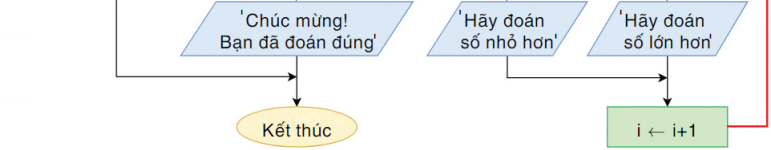 'Chúc mừng!
Bạn đã đoán đúng'
'Hãy đoán
số nhỏ hơn'
'Hãy đoán
số lớn hơn'
Kết thúc
i ← i+1